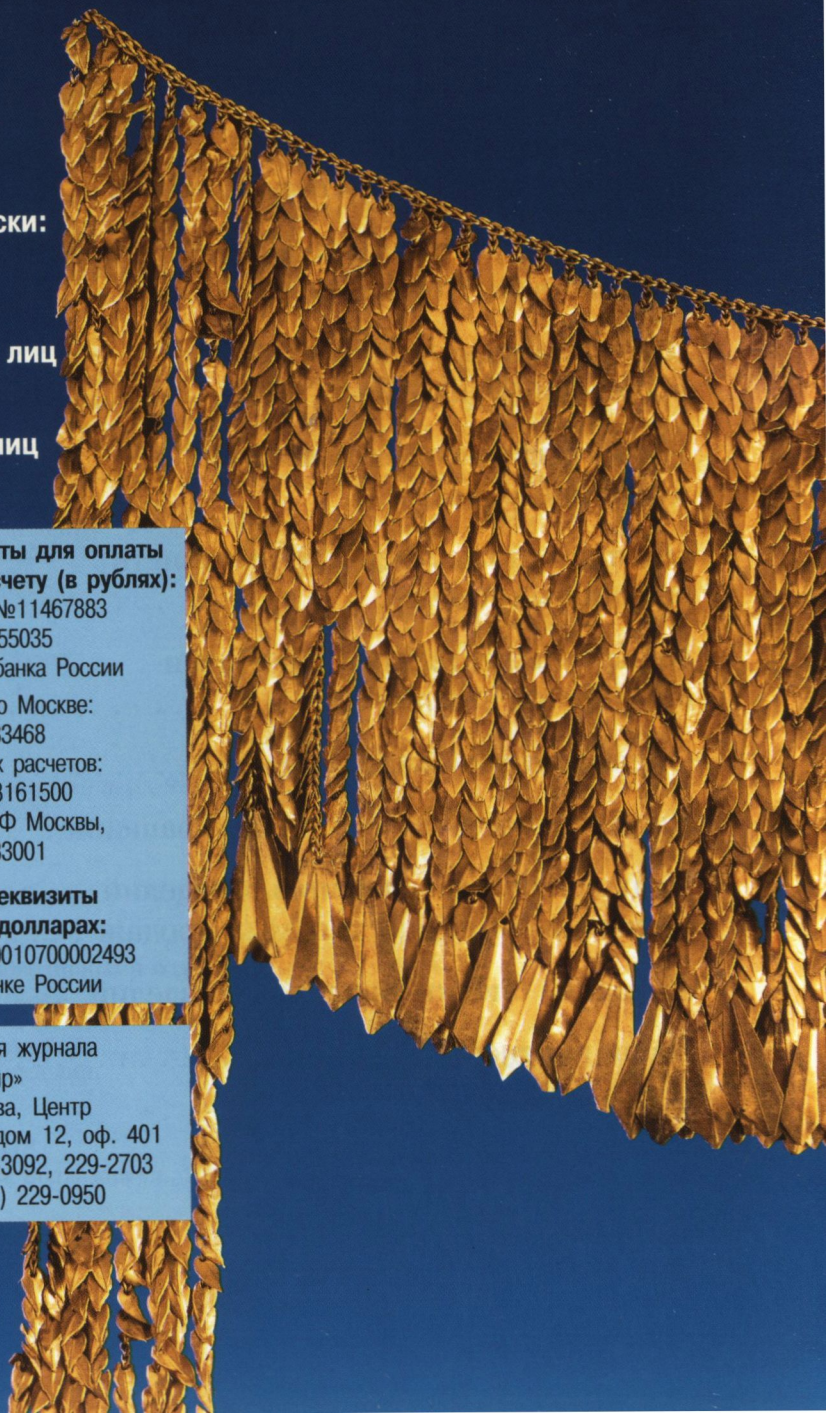 ски:
лиц
лиц
ты для оплаты
чету (в рублях):
№11467883
55035
банка России
о Москве:
3468
х расчетов:
3161500
Ф Москвы,
3001
еквизиты
долларах:
0010700002493
нке России
я журнала
ир»
ва, Центр
дом 12, оф. 401
3092, 229-2703
) 229-0950